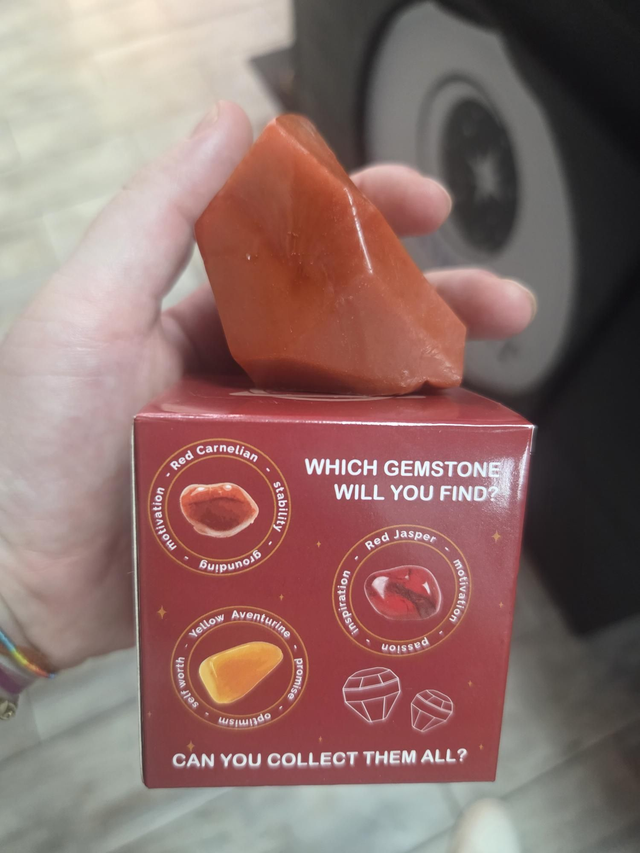 Red Carnelian - stability - grounding - motivation -
WHICH GEMSTONE
WILL YOU FIND?
Red Jasper - motivation - passion - inspiration -
Yellow Aventurine - promise - optimism - self worth -
CAN YOU COLLECT THEM ALL?